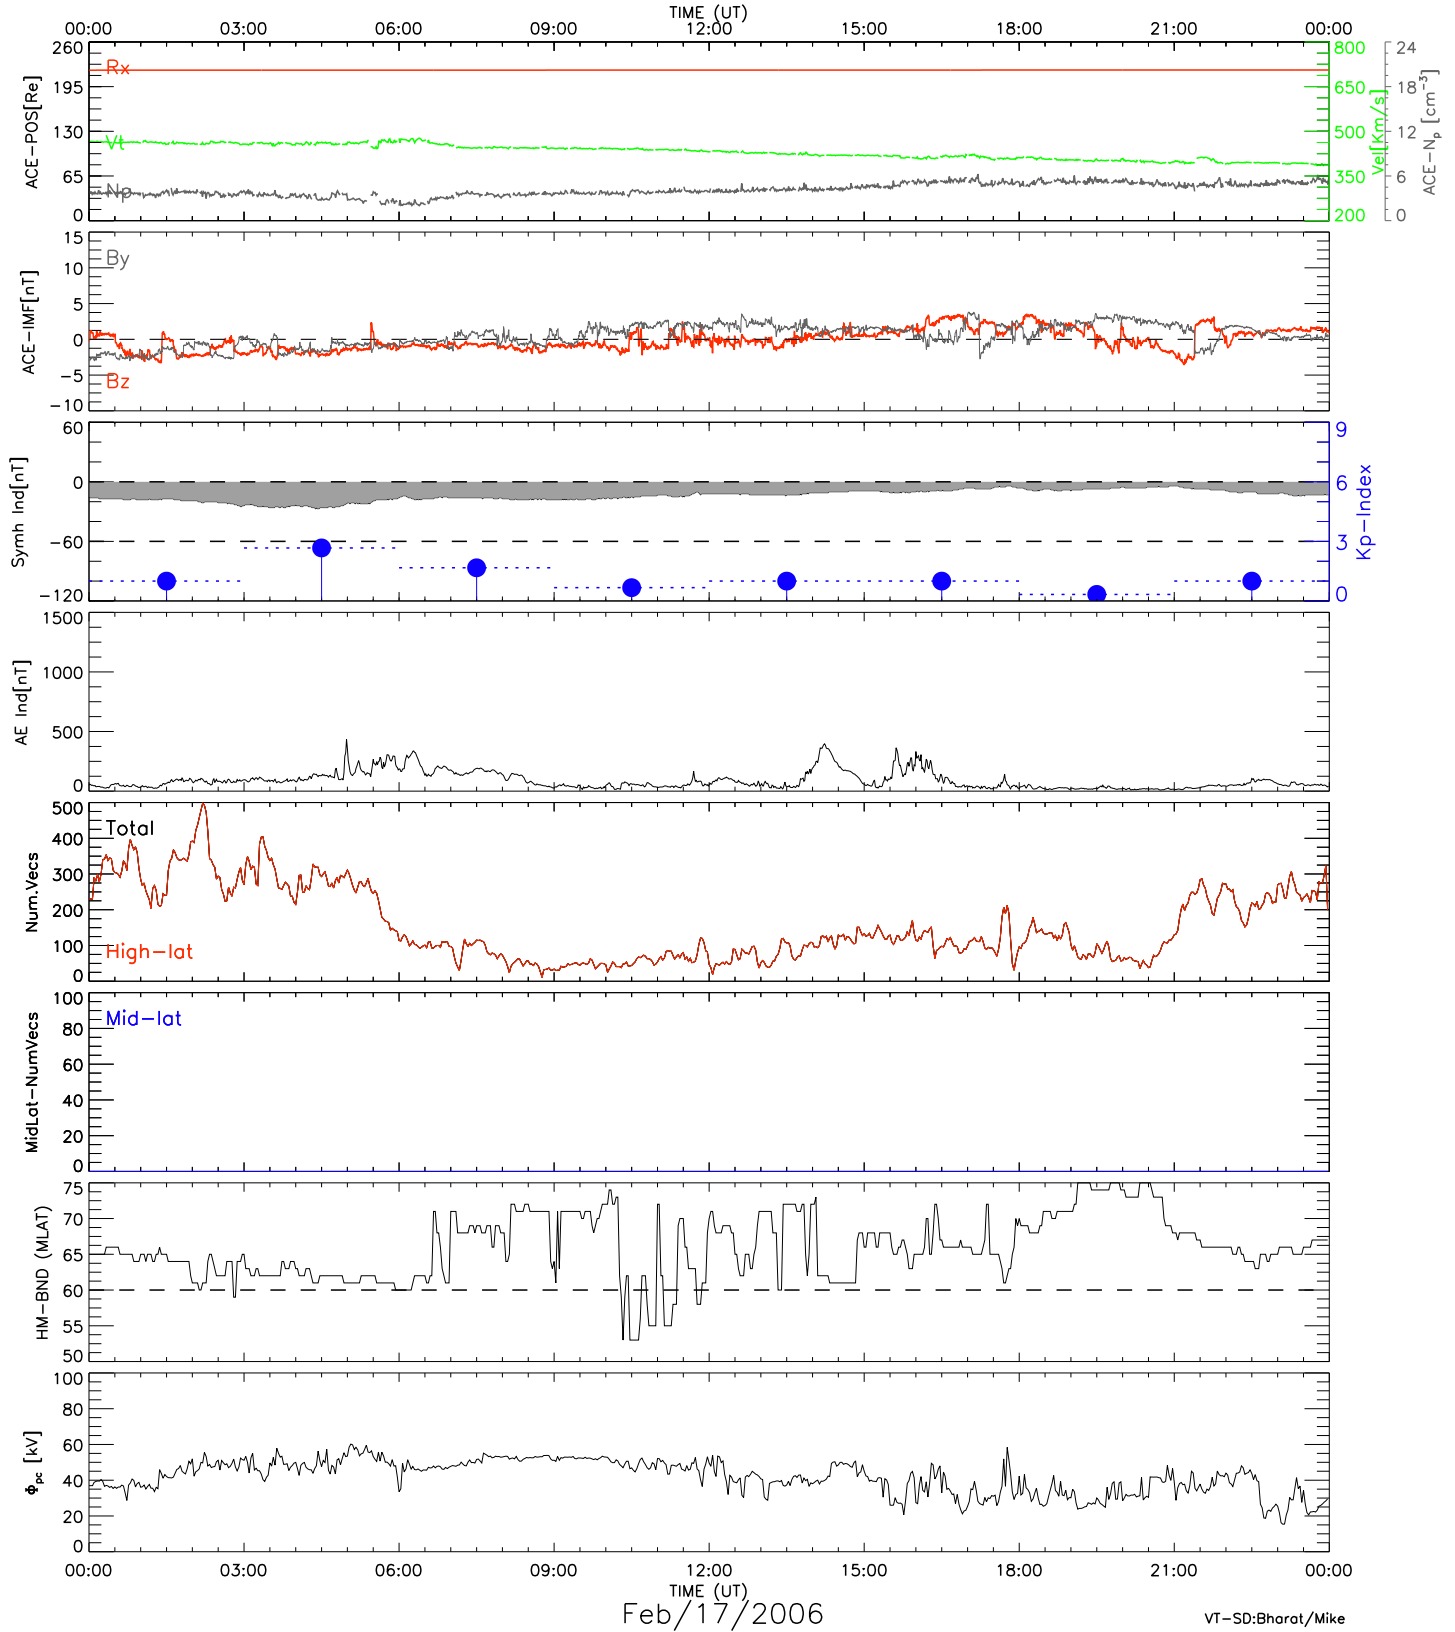 TIME (UT)
00:00 03:00 06:00 09:00 12:00 15:00 18:00 21:00 00:00
ACE-POS[Re]
260
195
130
65
0
Rx
Vt
Np
800
650
500
350
200
Vel[Km/s]
24
18
12
6
0
ACE-Np [cm-3]
ACE-IMF[nT]
15
10
5
0
-5
-10
By
Bz
Symh Ind[nT]
60
0
-60
-120
9
6
3
0
Kp-Index
AE Ind[nT]
1500
1000
500
0
Num.Vecs
500
400
300
200
100
0
Total
High-lat
MidLat-NumVecs
100
80
60
40
20
0
Mid-lat
HM-BND (MLAT)
75
70
65
60
55
50
Φpc [kV]
100
80
60
40
20
0
00:00 03:00 06:00 09:00 12:00 15:00 18:00 21:00 00:00
TIME (UT)
Feb/17/2006
VT-SD:Bharat/Mike